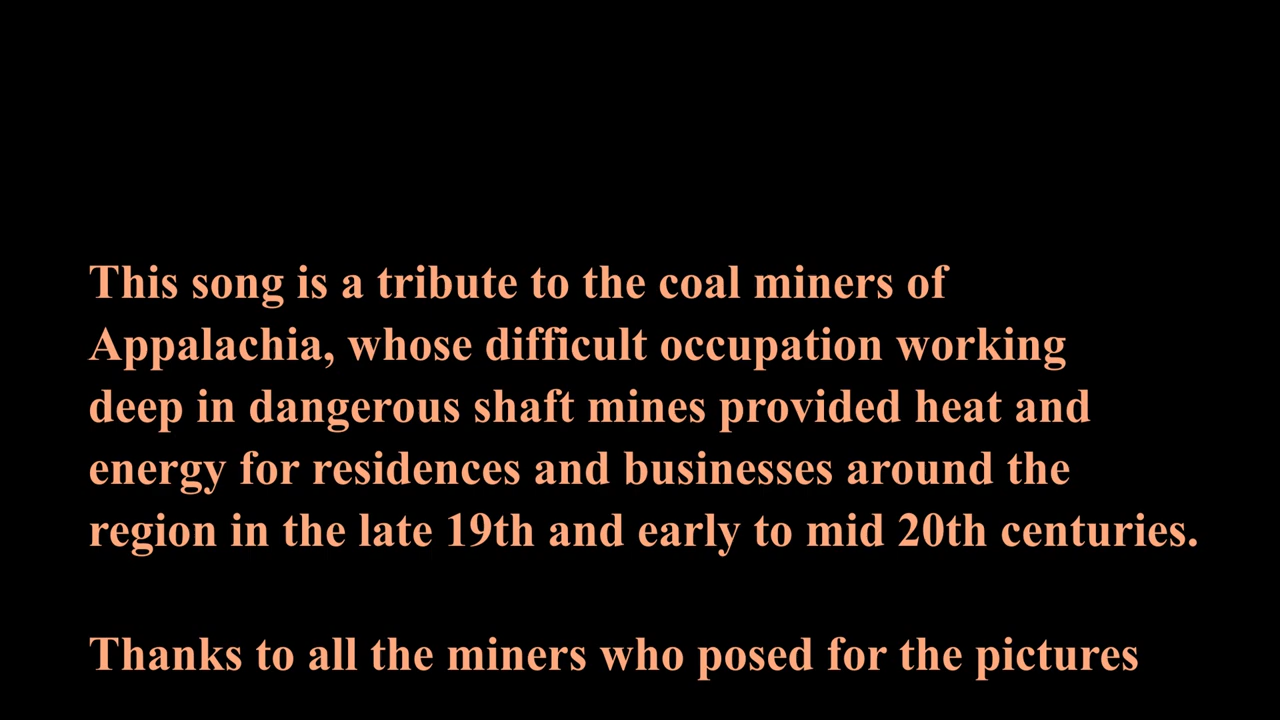 This song is a tribute to the coal miners of
Appalachia, whose difficult occupation working
deep in dangerous shaft mines provided heat and
energy for residences and businesses around the
region in the late 19th and early to mid 20th centuries.
Thanks to all the miners who posed for the pictures